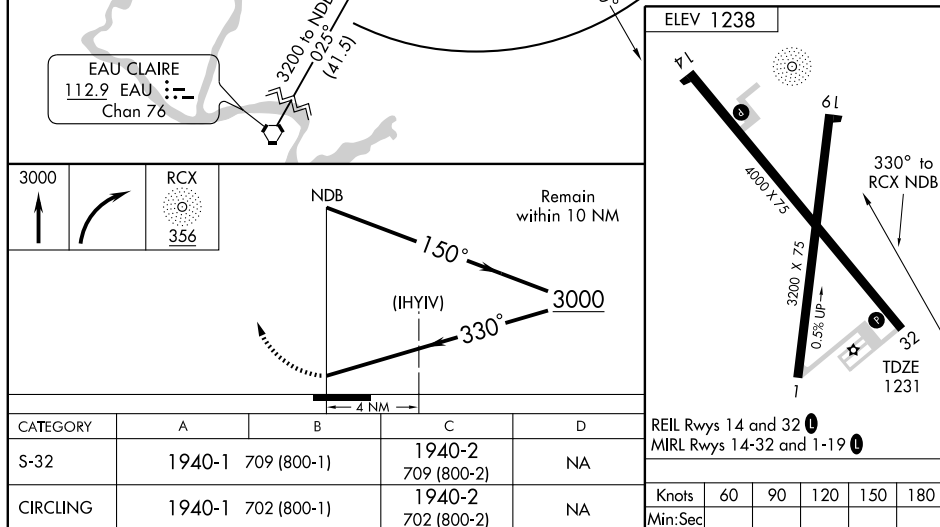 3200 to NDB
025°
(41.5)
EAU CLAIRE
112.9 EAU
Chan 76
3000
RCX
356
NDB
Remain
within 10 NM
150°
3000
(IHYIV)
330°
4 NM
CATEGORY A B C D
S-32 1940-1 709 (800-1) 1940-2 709 (800-2) NA
CIRCLING 1940-1 702 (800-1) 1940-2 702 (800-2) NA
ELEV 1238
14
19
P
4000 X 75
330° to
RCX NDB
3200 X 75
0.5% UP
P
32
TDZE
1231
1
REIL Rwys 14 and 32 L
MIRL Rwys 14-32 and 1-19 L
Knots 60 90 120 150 180
Min:Sec